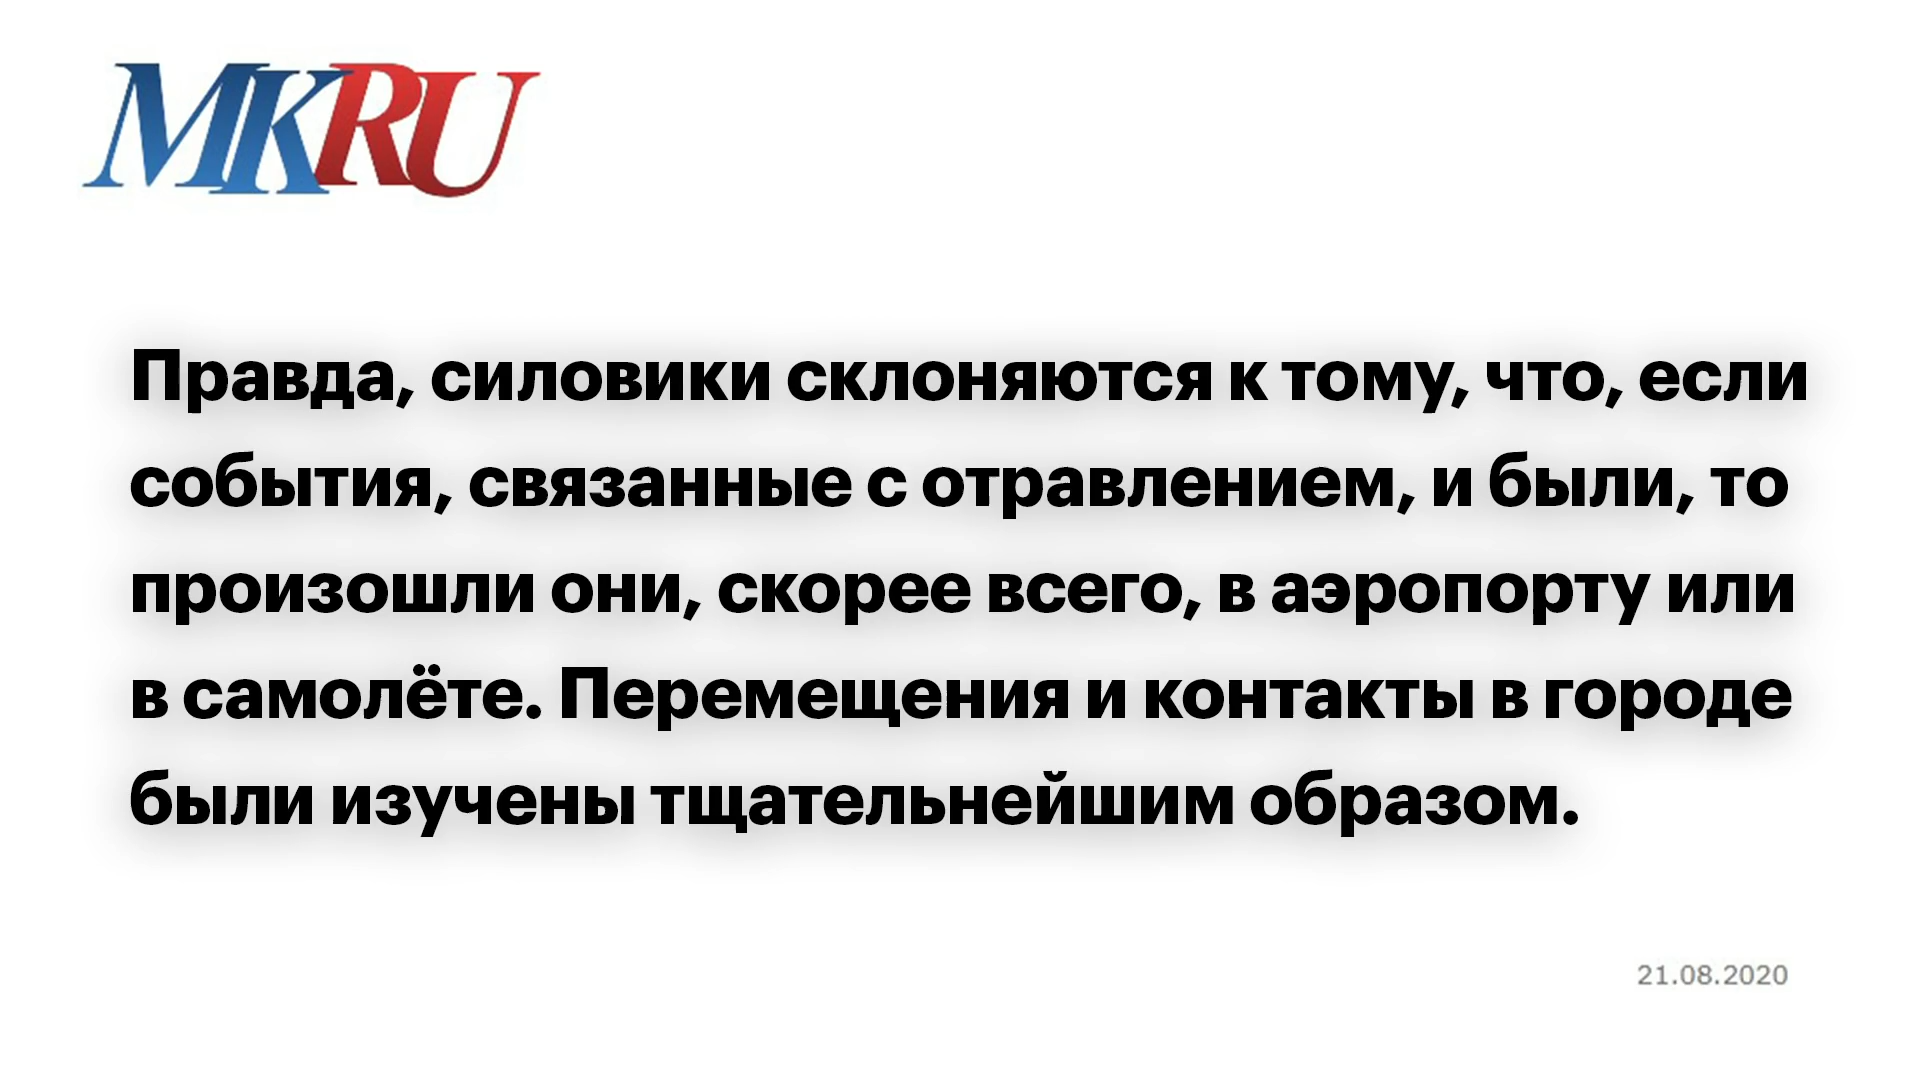 MKRU
Правда, силовики склоняются к тому, что, если
события, связанные с отравлением, и были, то
произошли они, скорее всего, в аэропорту или
в самолёте. Перемещения и контакты в городе
были изучены тщательнейшим образом.
21.08.2020